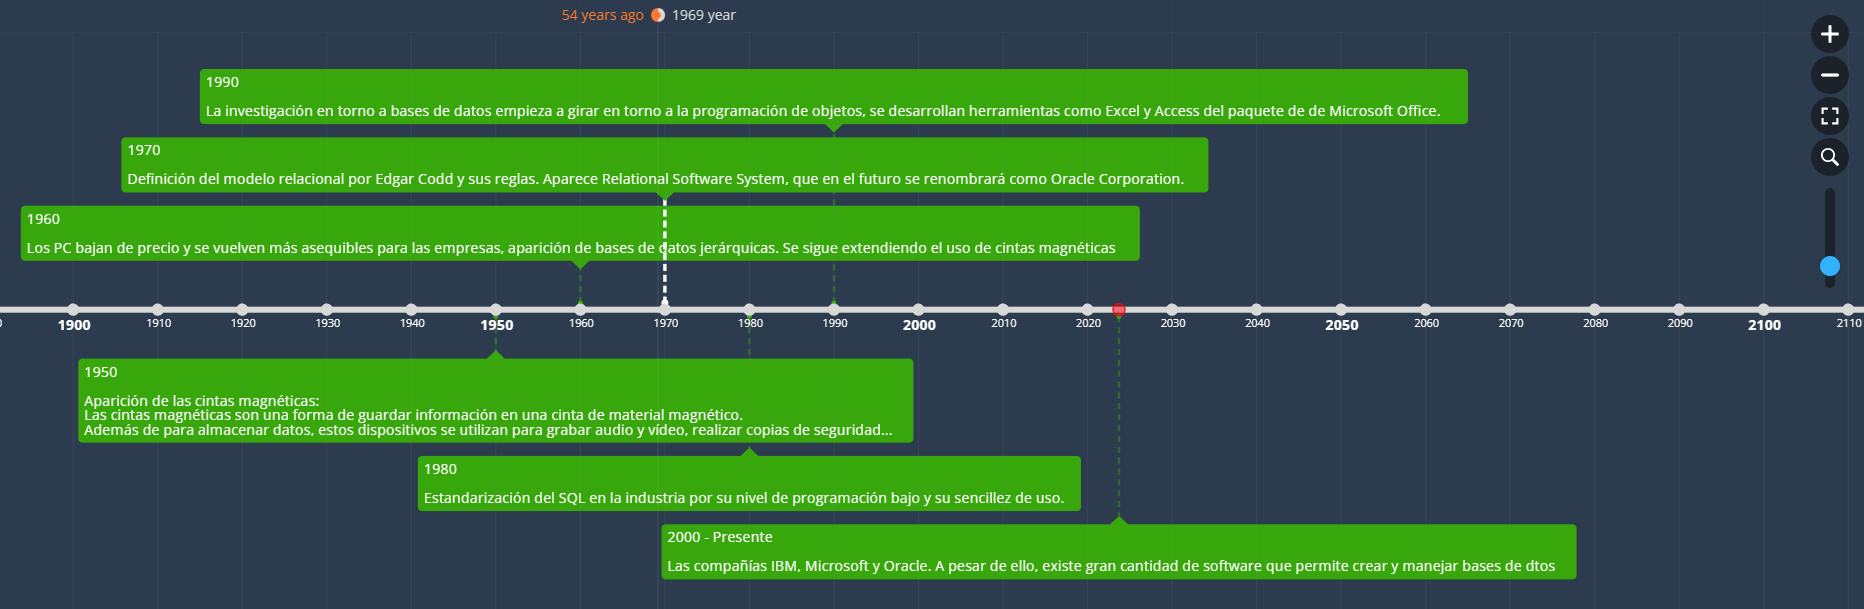 54 years ago 1969 year
1990
La investigación en torno a bases de datos empieza a girar en torno a la programación de objetos, se desarrollan herramientas como Excel y Access del paquete de de Microsoft Office.
1970
Definición del modelo relacional por Edgar Codd y sus reglas. Aparece Relational Software System, que en el futuro se renombrará como Oracle Corporation.
1960
Los PC bajan de precio y se vuelven más asequibles para las empresas, aparición de bases de datos jerárquicas. Se sigue extendiendo el uso de cintas magnéticas
1900 1910 1920 1930 1940 1950 1960 1970 1980 1990 2000 2010 2020 2030 2040 2050 2060 2070 2080 2090 2100 2110
1950
Aparición de las cintas magnéticas:
Las cintas magnéticas son una forma de guardar información en una cinta de material magnético.
Además de para almacenar datos, estos dispositivos se utilizan para grabar audio y vídeo, realizar copias de seguridad...
1980
Estandarización del SQL en la industria por su nivel de programación bajo y su sencillez de uso.
2000 - Presente
Las compañías IBM, Microsoft y Oracle. A pesar de ello, existe gran cantidad de software que permite crear y manejar bases de dtos